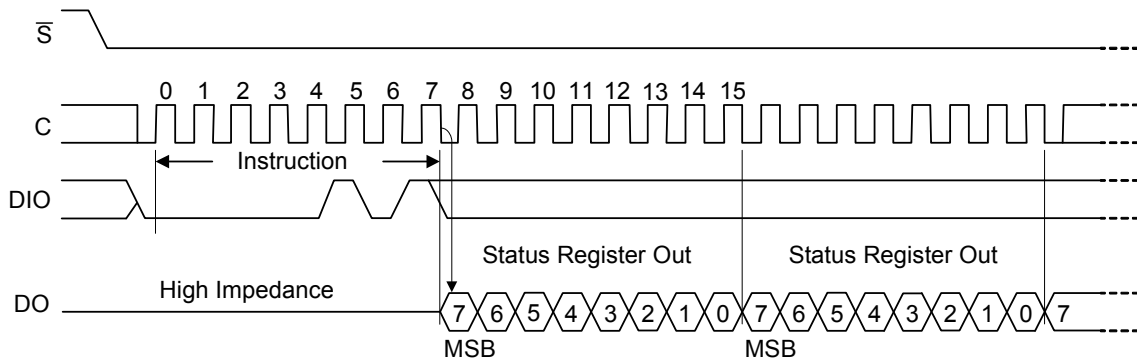 S
0 1 2 3 4 5 6 7 8 9 10 11 12 13 14 15
C
Instruction
DIO
Status Register Out Status Register Out
High Impedance
DO
7 6 5 4 3 2 1 0 7 6 5 4 3 2 1 0 7
MSB MSB